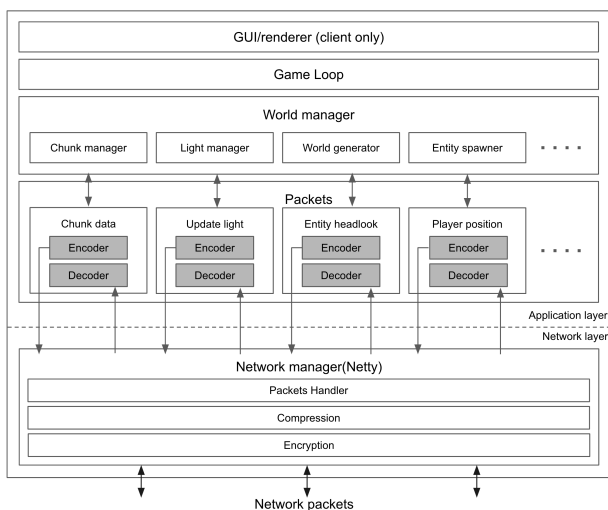 GUI/renderer (client only)
Game Loop
World manager
Chunk manager
Light manager
World generator
Entity spawner
Packets
Chunk data
Update light
Entity headlook
Player position
Encoder
Encoder
Encoder
Encoder
Decoder
Decoder
Decoder
Decoder
Application layer
Network layer
Network manager(Netty)
Packets Handler
Compression
Encryption
Network packets